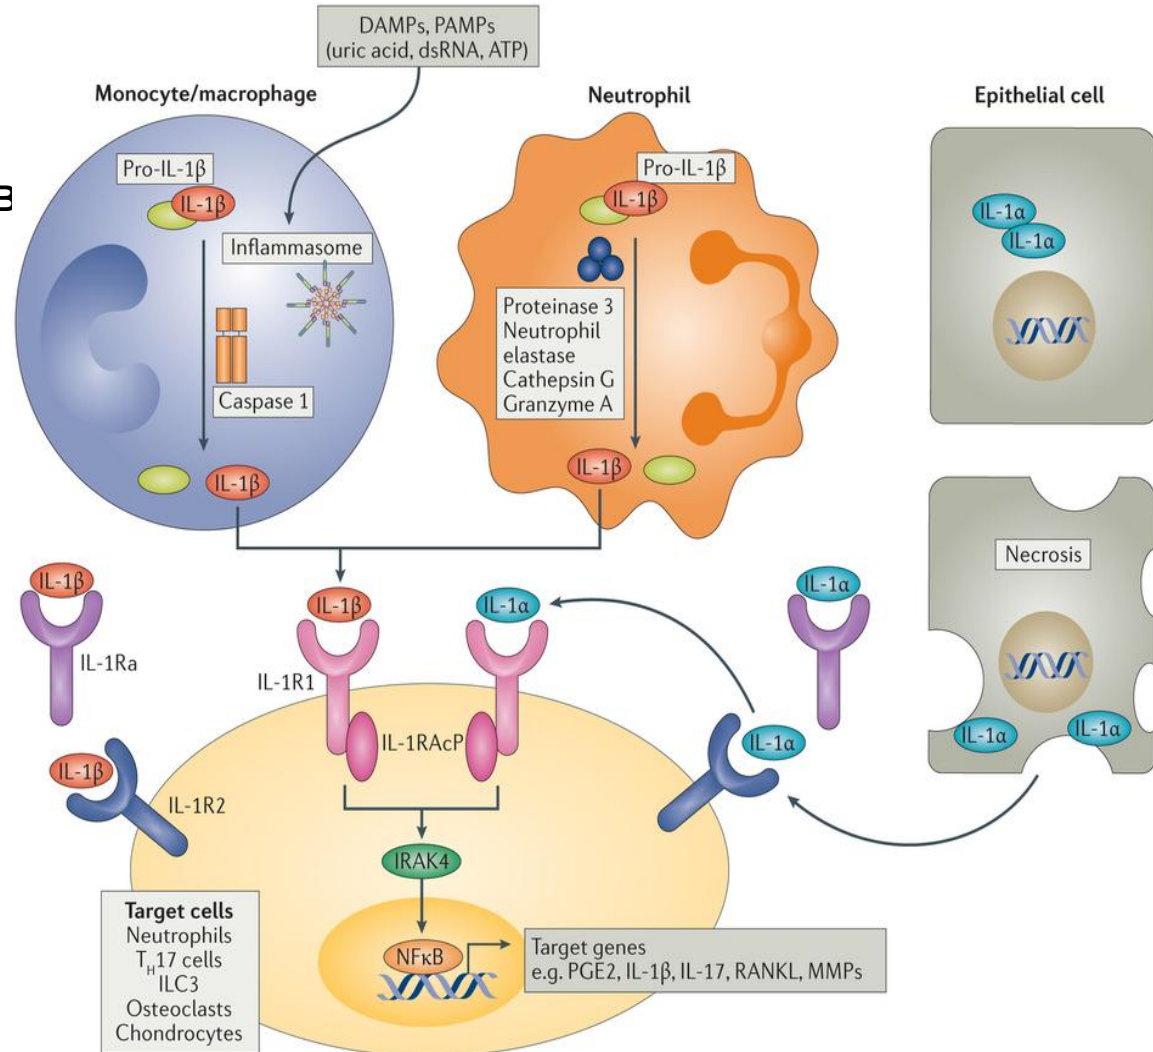 DAMPs, PAMPs
(uric acid, dsRNA, ATP)
Monocyte/macrophage
Neutrophil
Epithelial cell
Pro-IL-1β
IL-1β
Inflammasome
Caspase 1
IL-1β
Pro-IL-1β
IL-1β
Proteinase 3
Neutrophil
elastase
Cathepsin G
Granzyme A
IL-1β
IL-1α
IL-1α
Necrosis
IL-1α
IL-1α
IL-1β
IL-1Ra
IL-1β
IL-1R1
IL-1α
IL-1α
IL-1RAcP
IL-1α
IL-1β
IL-1R2
IRAK4
NFκB
Target genes
e.g. PGE2, IL-1β, IL-17, RANKL, MMPs
Target cells
Neutrophils
TH17 cells
ILC3
Osteoclasts
Chondrocytes